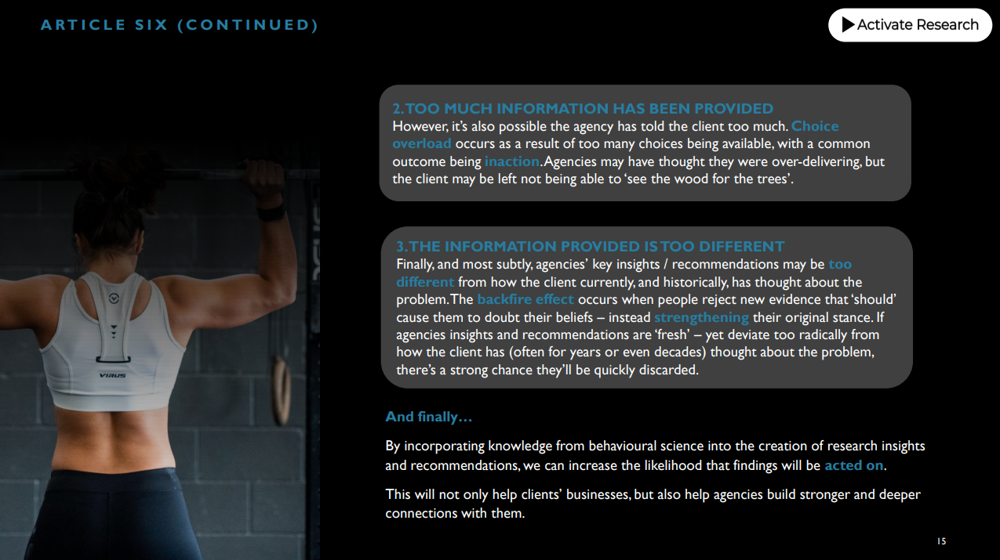 ARTICLE SIX (CONTINUED)
Activate Research
2. TOO MUCH INFORMATION HAS BEEN PROVIDED
However, it’s also possible the agency has told the client too much. Choice
overload occurs as a result of too many choices being available, with a common
outcome being inaction. Agencies may have thought they were over-delivering, but
the client may be left not being able to ‘see the wood for the trees’.
3. THE INFORMATION PROVIDED IS TOO DIFFERENT
Finally, and most subtly, agencies’ key insights / recommendations may be too
different from how the client currently, and historically, has thought about the
problem. The backfire effect occurs when people reject new evidence that ‘should’
cause them to doubt their beliefs – instead strengthening their original stance. If
agencies insights and recommendations are ‘fresh’ – yet deviate too radically from
how the client has (often for years or even decades) thought about the problem,
there’s a strong chance they’ll be quickly discarded.
And finally…
By incorporating knowledge from behavioural science into the creation of research insights
and recommendations, we can increase the likelihood that findings will be acted on.
This will not only help clients’ businesses, but also help agencies build stronger and deeper
connections with them.
VIRUS
15